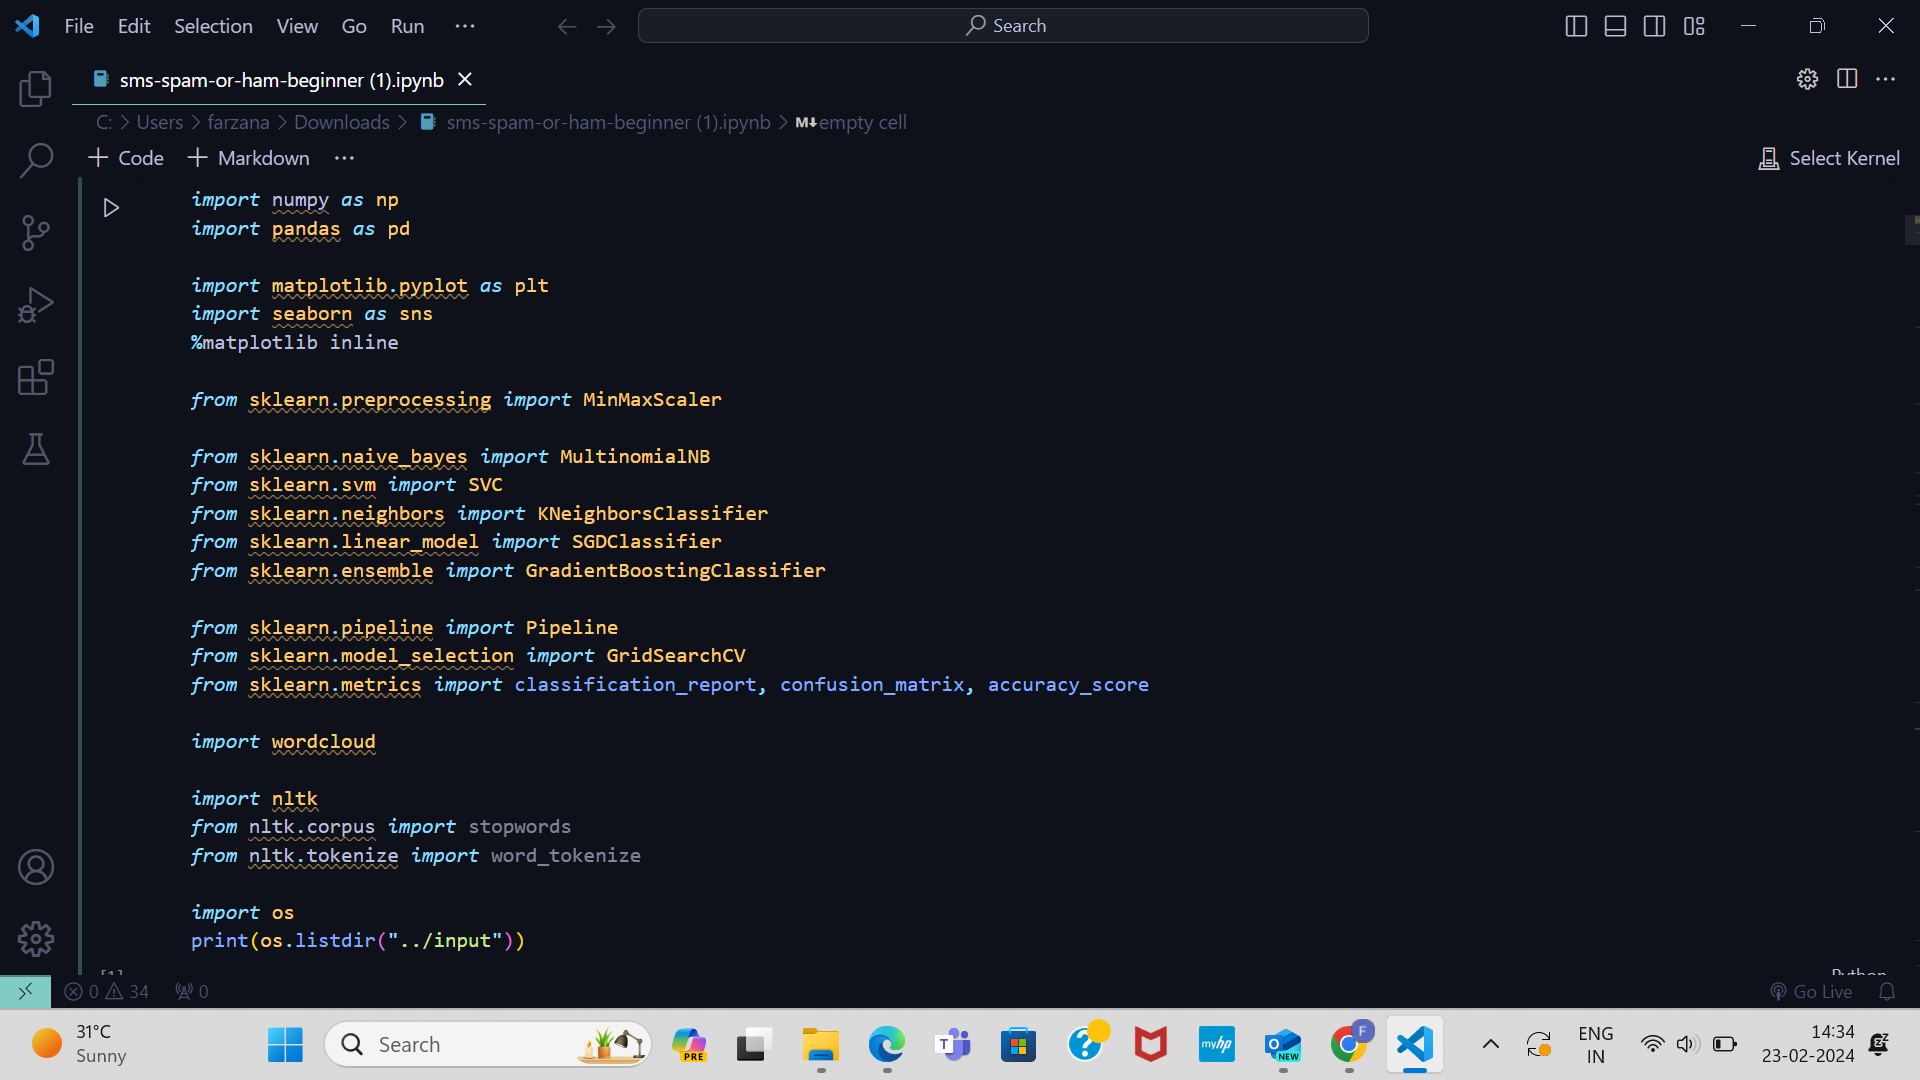 File Edit Selection View Go Run ··· Search
sms-spam-or-ham-beginner (1).ipynb
C: > Users > farzana > Downloads > sms-spam-or-ham-beginner (1).ipynb > M↓ empty cell
+ Code + Markdown ··· Select Kernel
import numpy as np
import pandas as pd
import matplotlib.pyplot as plt
import seaborn as sns
%matplotlib inline
from sklearn.preprocessing import MinMaxScaler
from sklearn.naive_bayes import MultinomialNB
from sklearn.svm import SVC
from sklearn.neighbors import KNeighborsClassifier
from sklearn.linear_model import SGDClassifier
from sklearn.ensemble import GradientBoostingClassifier
from sklearn.pipeline import Pipeline
from sklearn.model_selection import GridSearchCV
from sklearn.metrics import classification_report, confusion_matrix, accuracy_score
import wordcloud
import nltk
from nltk.corpus import stopwords
from nltk.tokenize import word_tokenize
import os
print(os.listdir("../input"))
[1] Python
0 34 0 Go Live
31°C
Sunny
Search
PRE
T
?
myhp
O
NEW
F
ENG
IN
14:34
23-02-2024